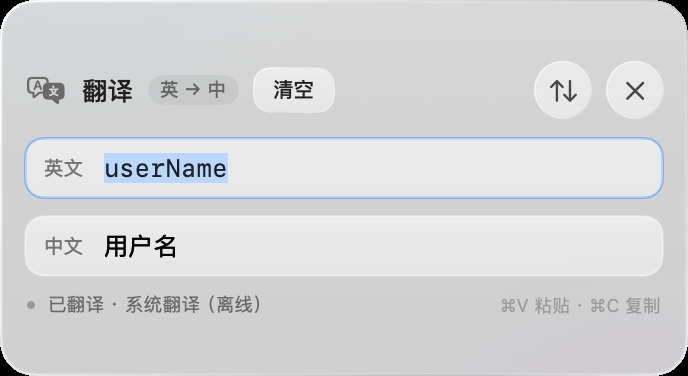 翻译 英 → 中 清空
英文 userName
中文 用户名
已翻译 · 系统翻译（离线） ⌘V 粘贴 · ⌘C 复制